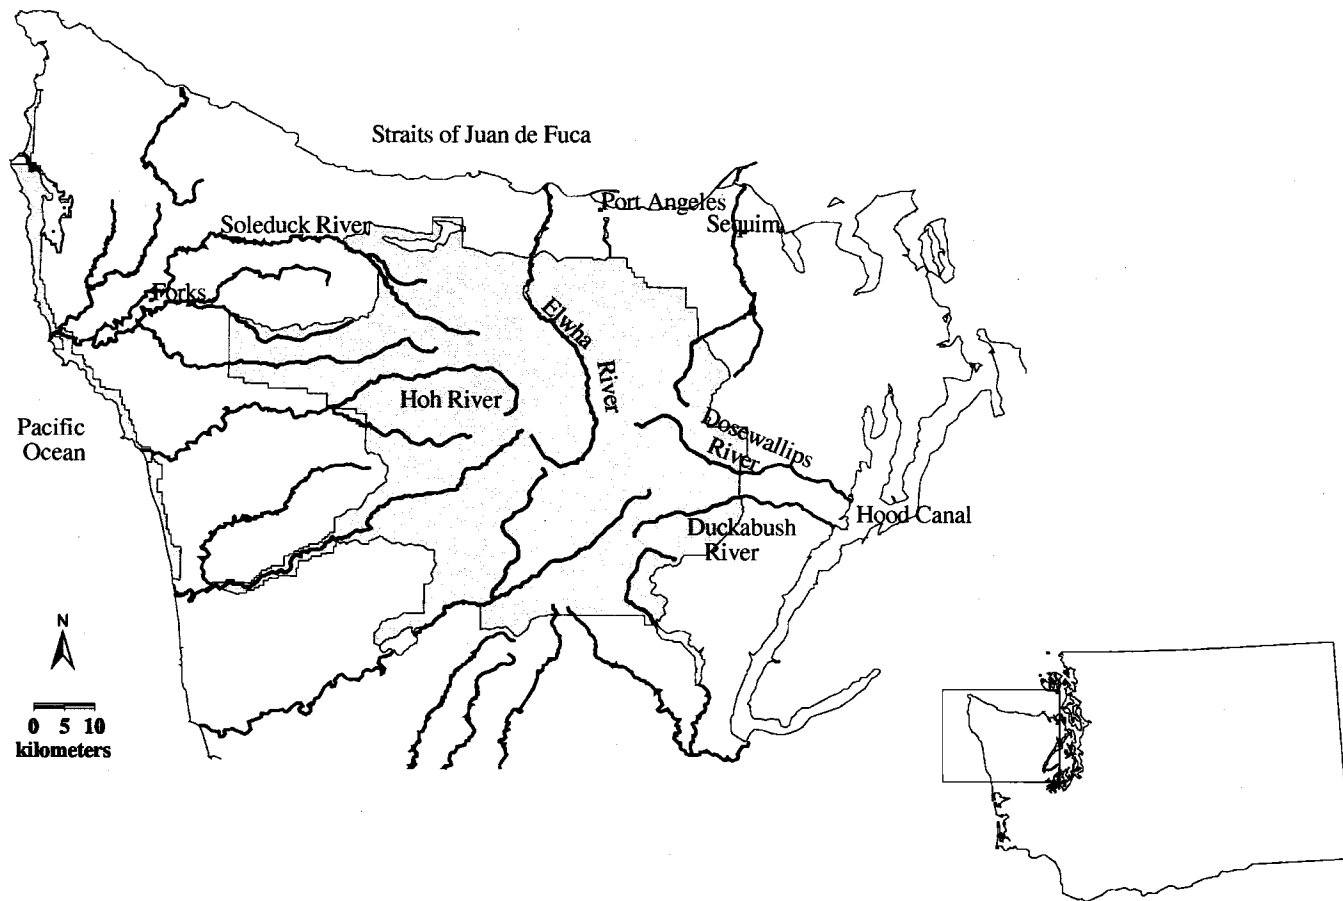 Straits of Juan de Fuca
Port Angeles
Soleduck River
Sequim
Forks
Elwha
River
Hoh River
Pacific
Ocean
Dosewallips
River
Hood Canal
Duckabush
River
N
0 5 10
kilometers